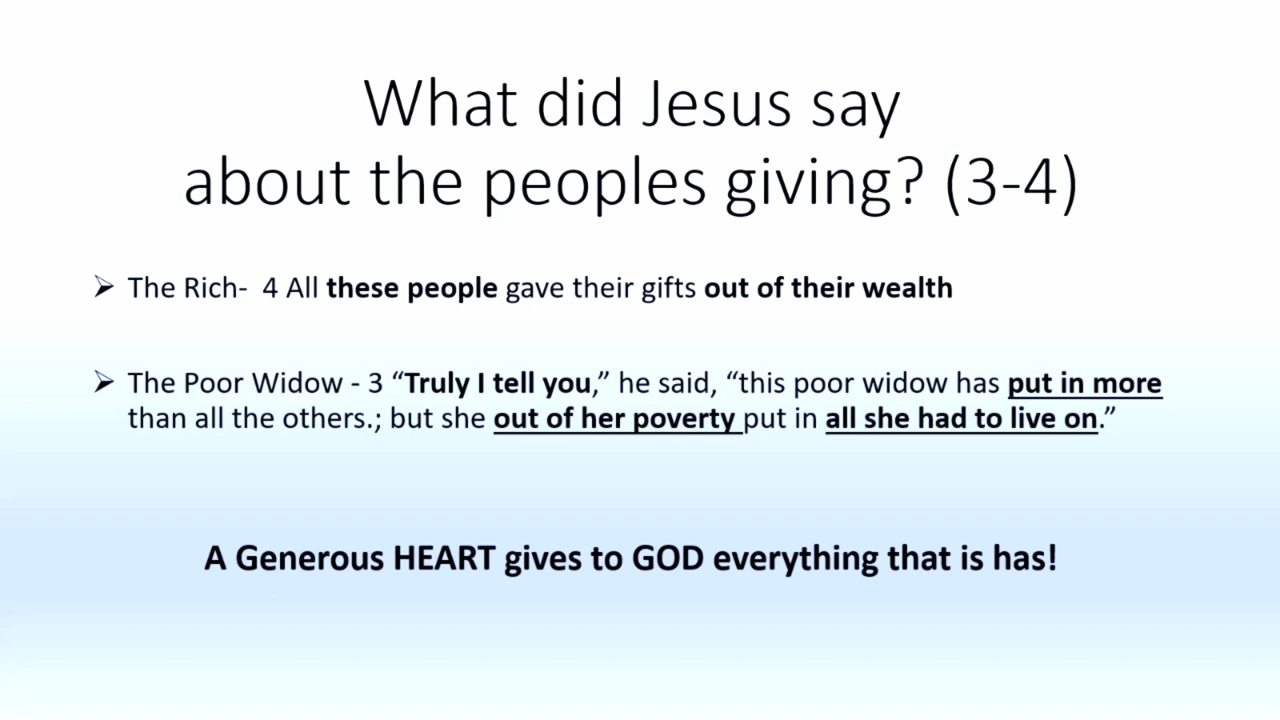 What did Jesus say
about the peoples giving? (3-4)
➢ The Rich-  4 All these people gave their gifts out of their wealth
➢ The Poor Widow - 3 “Truly I tell you,” he said, “this poor widow has put in more
than all the others.; but she out of her poverty put in all she had to live on.”
A Generous HEART gives to GOD everything that is has!